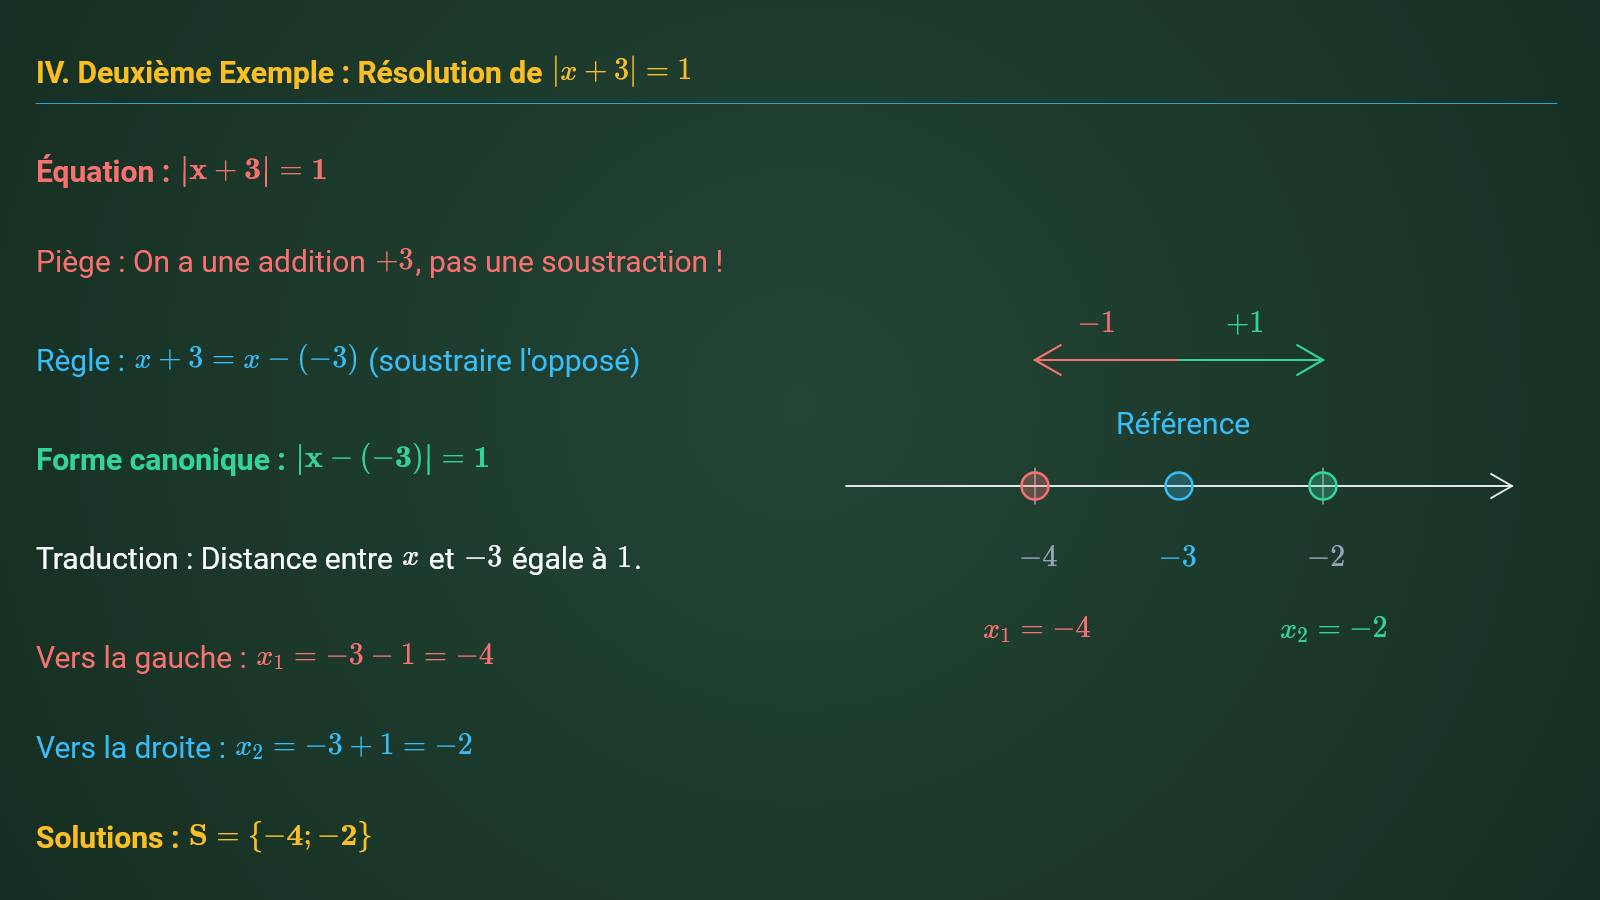 IV. Deuxième Exemple : Résolution de |x + 3| = 1
Équation : |x + 3| = 1
Piège : On a une addition +3, pas une soustraction !
Règle : x + 3 = x − (−3) (soustraire l'opposé)
Forme canonique : |x − (−3)| = 1
Traduction : Distance entre x et −3 égale à 1.
Vers la gauche : x₁ = −3 − 1 = −4
Vers la droite : x₂ = −3 + 1 = −2
Solutions : S = {−4; −2}
−1 +1
Référence
−4 −3 −2
x₁ = −4 x₂ = −2